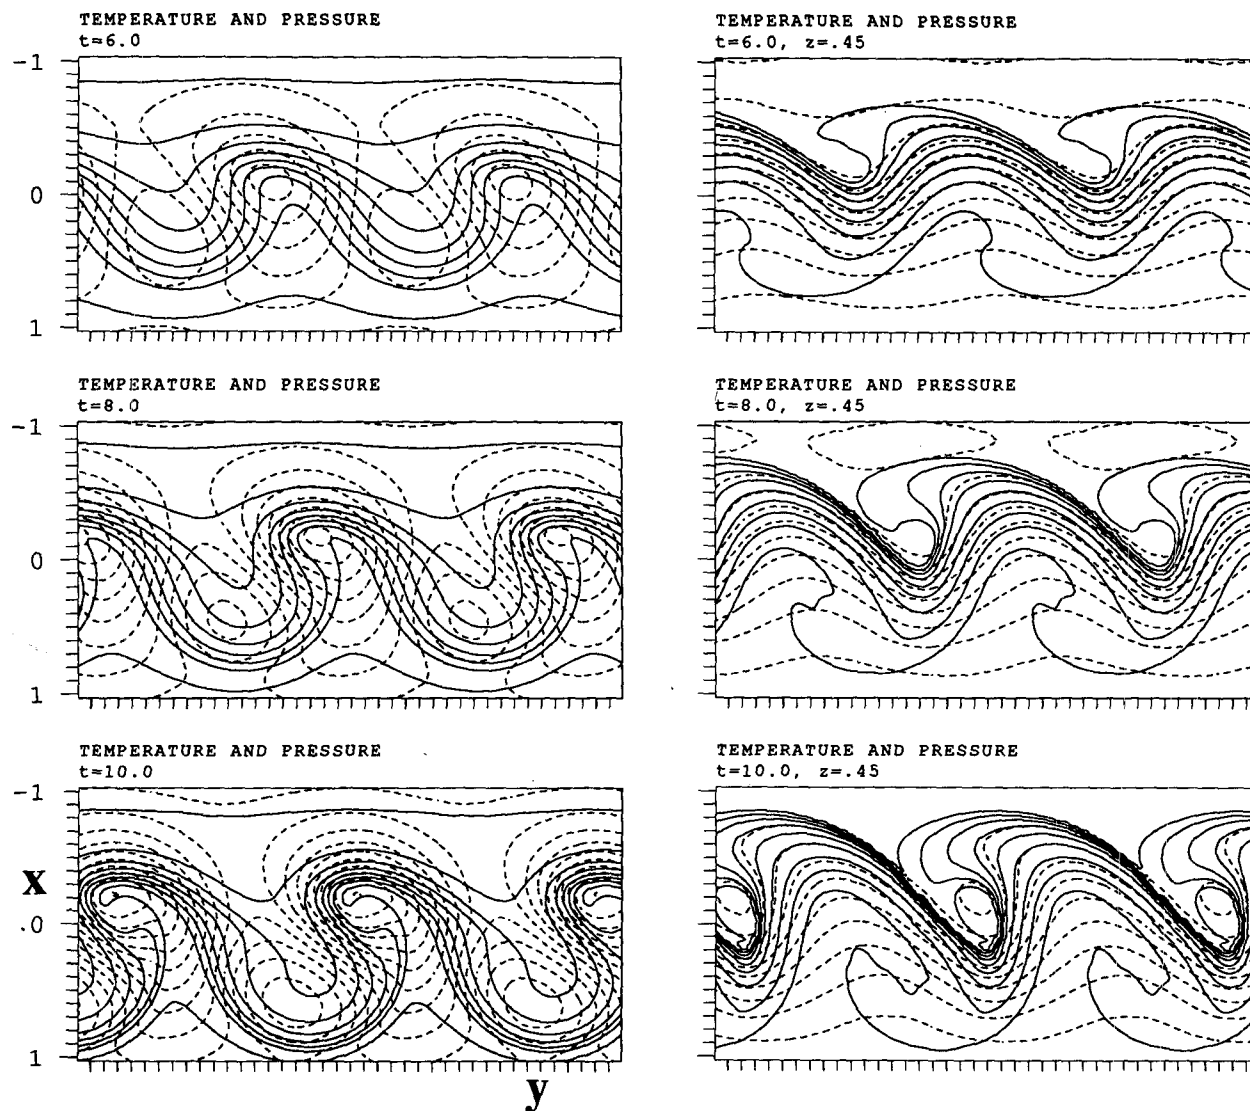 TEMPERATURE AND PRESSURE
t=6.0
-1
0
1
TEMPERATURE AND PRESSURE
t=6.0, z=.45
TEMPERATURE AND PRESSURE
t=8.0
-1
0
1
TEMPERATURE AND PRESSURE
t=8.0, z=.45
TEMPERATURE AND PRESSURE
t=10.0
-1
x
.0
1
y
TEMPERATURE AND PRESSURE
t=10.0, z=.45